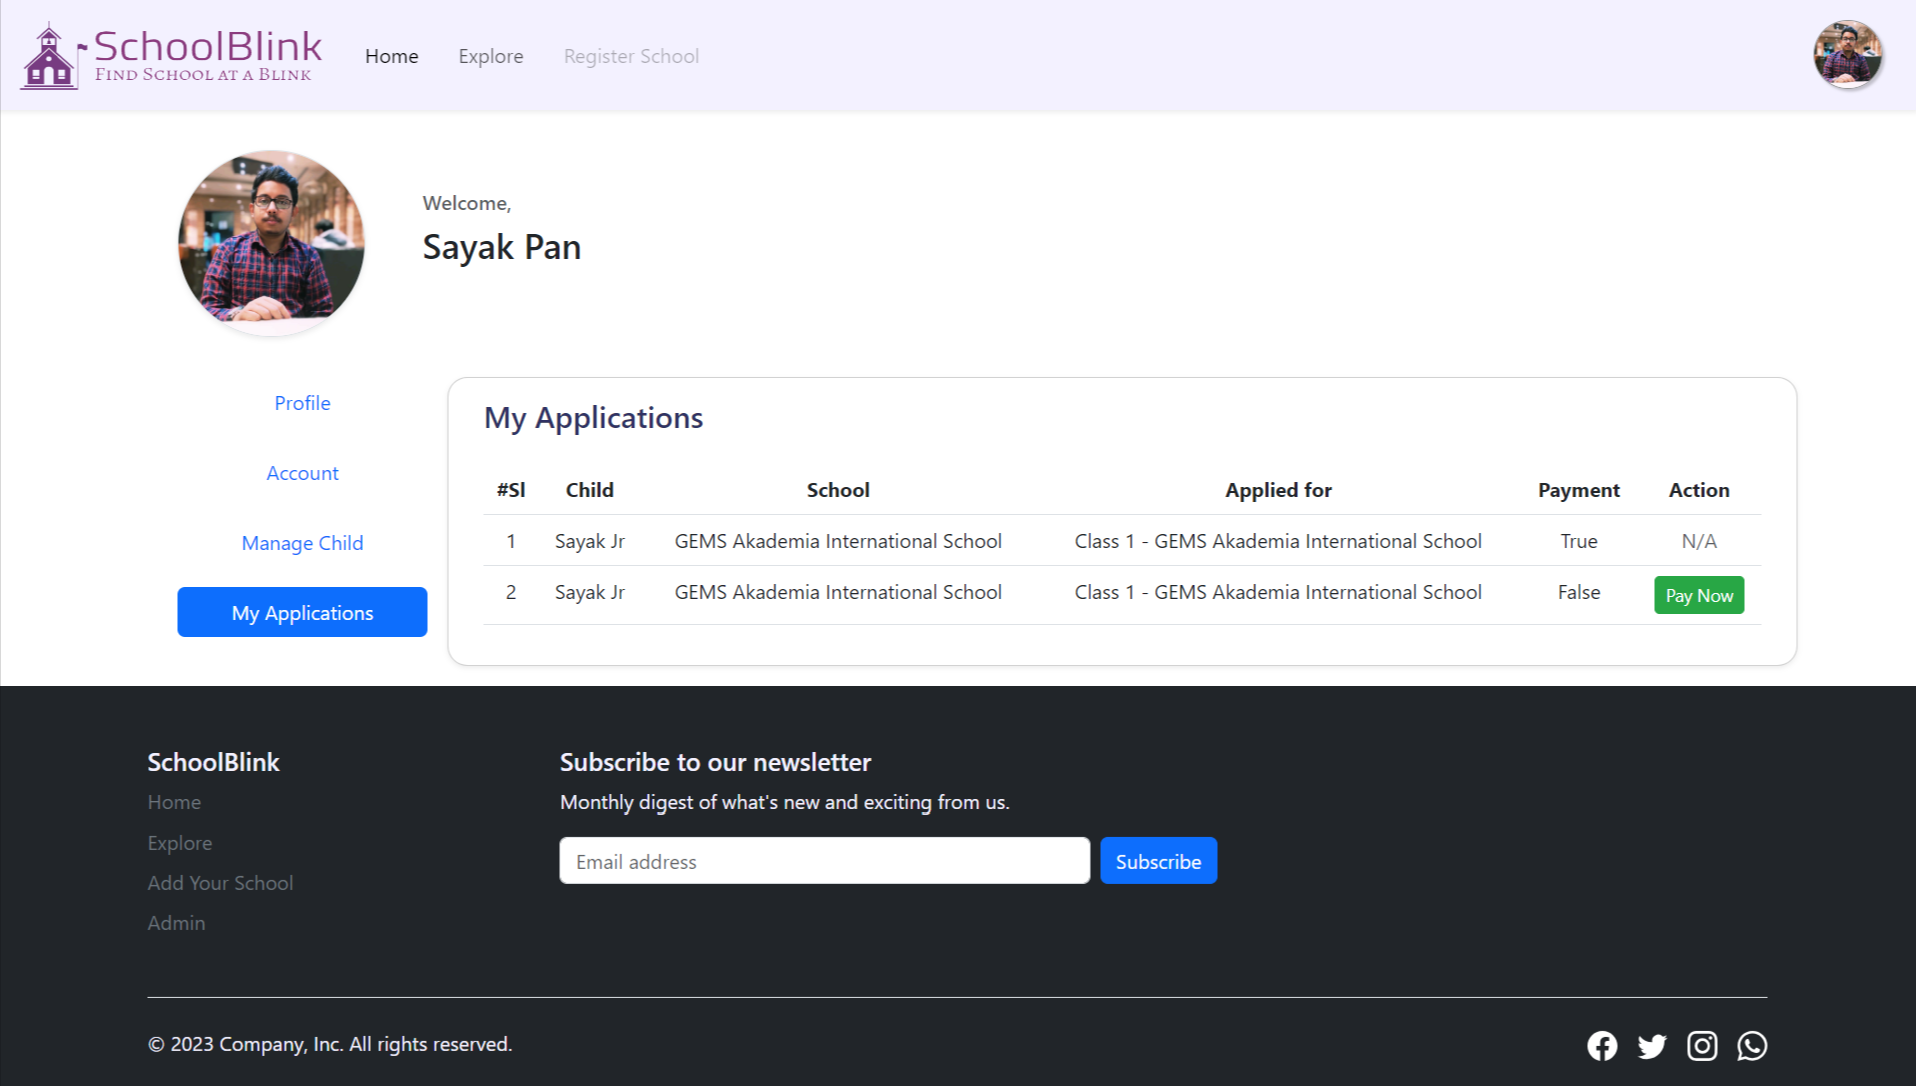 SchoolBlink
Find School at a Blink
Home Explore Register School
Welcome,
Sayak Pan
Profile
Account
Manage Child
My Applications
My Applications
#Sl Child School Applied for Payment Action
1 Sayak Jr GEMS Akademia International School Class 1 - GEMS Akademia International School True N/A
2 Sayak Jr GEMS Akademia International School Class 1 - GEMS Akademia International School False Pay Now
SchoolBlink
Home
Explore
Add Your School
Admin
Subscribe to our newsletter
Monthly digest of what's new and exciting from us.
Email address Subscribe
© 2023 Company, Inc. All rights reserved.